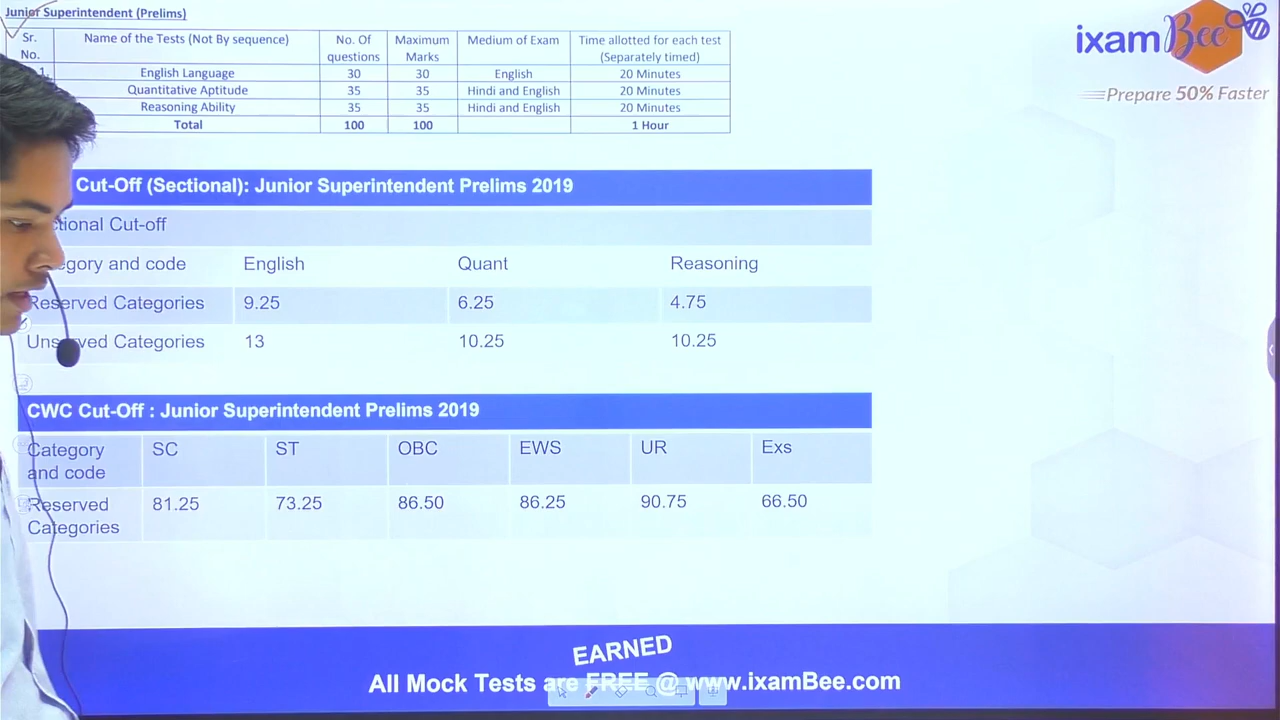 Junior Superintendent (Prelims)
Sr. No. Name of the Tests (Not By sequence) No. Of questions Maximum Marks Medium of Exam Time allotted for each test (Separately timed)
1. English Language 30 30 English 20 Minutes
Quantitative Aptitude 35 35 Hindi and English 20 Minutes
Reasoning Ability 35 35 Hindi and English 20 Minutes
Total 100 100 1 Hour
ixamBee
Prepare 50% Faster
Cut-Off (Sectional): Junior Superintendent Prelims 2019
tional Cut-off
egory and code English Quant Reasoning
Reserved Categories 9.25 6.25 4.75
Uns ved Categories 13 10.25 10.25
CWC Cut-Off : Junior Superintendent Prelims 2019
Category and code SC ST OBC EWS UR Exs
Reserved Categories 81.25 73.25 86.50 86.25 90.75 66.50
EARNED
All Mock Tests are FREE @ www.ixamBee.com